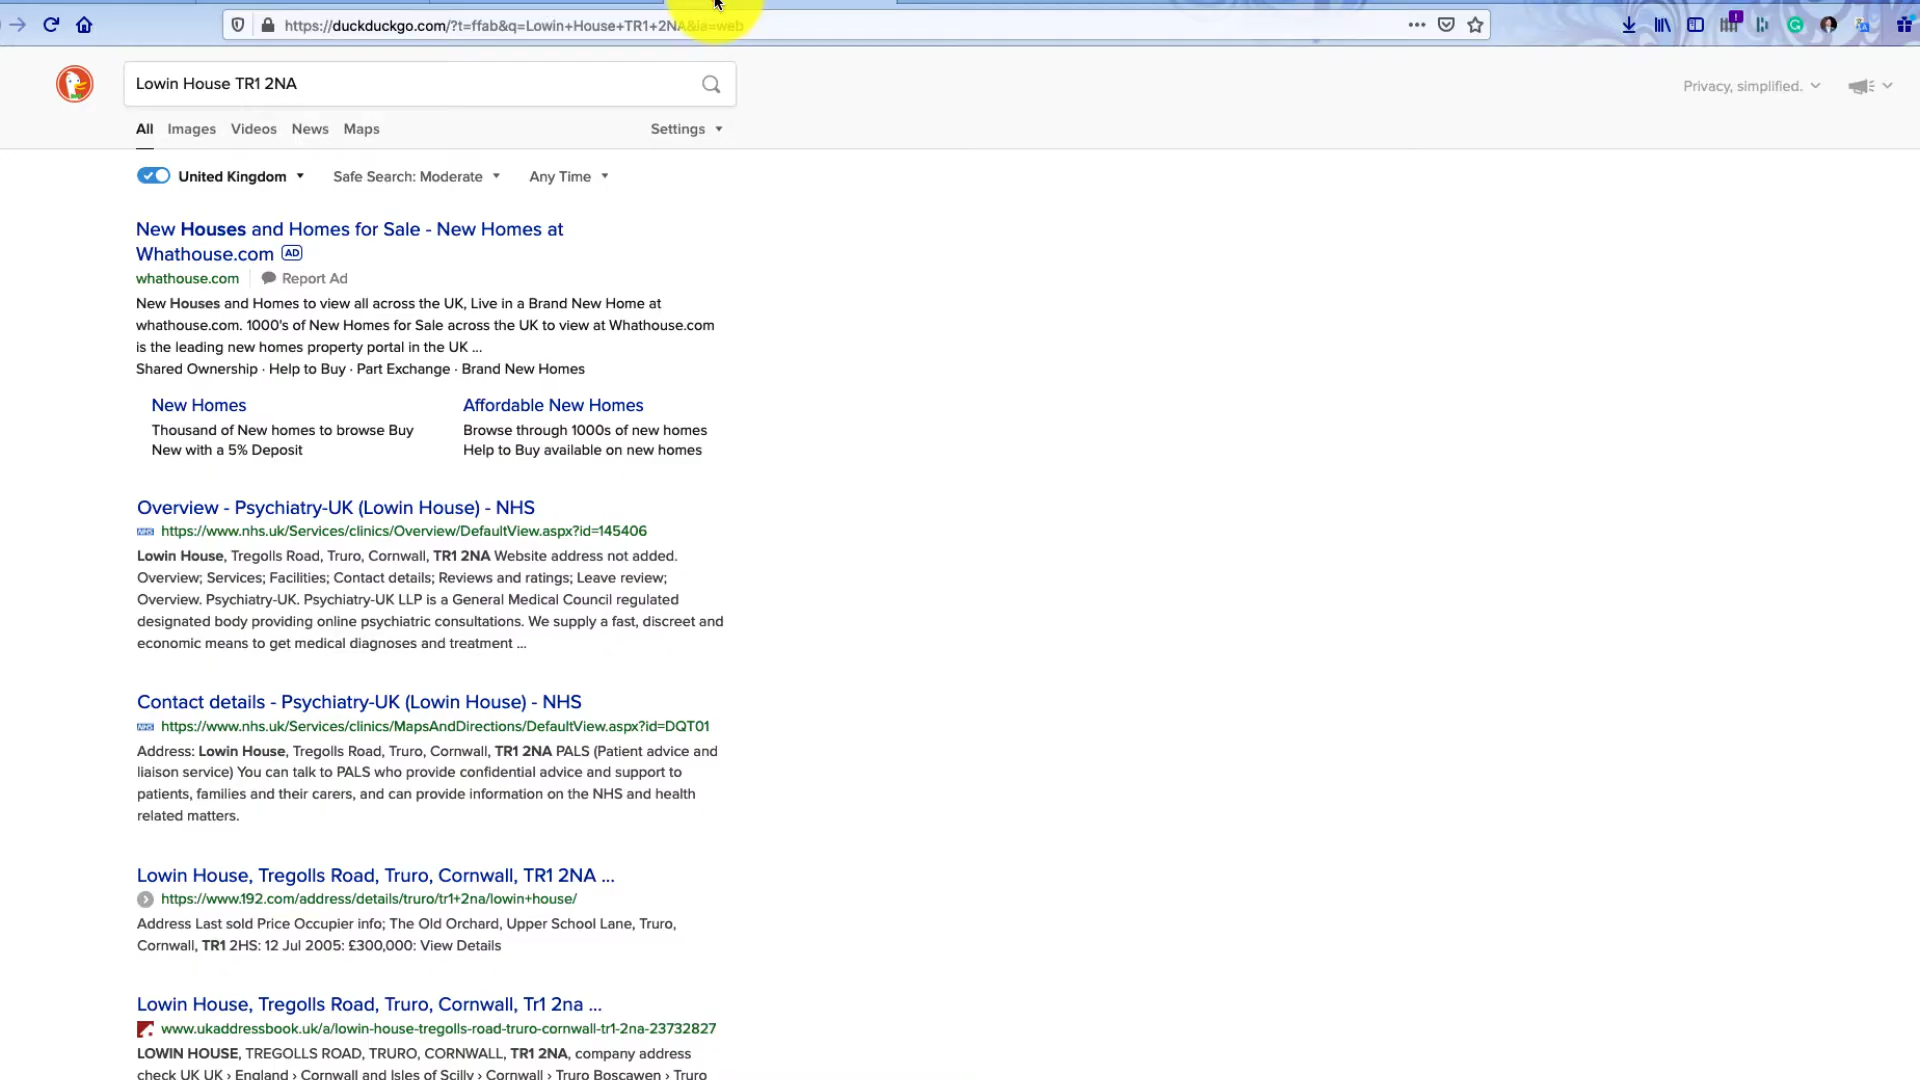 https://duckduckgo.com/?t=ffab&q=Lowin+House+TR1+2NA&ia=web
Lowin House TR1 2NA
Privacy, simplified.
All Images Videos News Maps Settings
United Kingdom Safe Search: Moderate Any Time
New Houses and Homes for Sale - New Homes at
Whathouse.com AD
whathouse.com Report Ad
New Houses and Homes to view all across the UK, Live in a Brand New Home at
whathouse.com. 1000's of New Homes for Sale across the UK to view at Whathouse.com
is the leading new homes property portal in the UK ...
Shared Ownership · Help to Buy · Part Exchange · Brand New Homes
New Homes
Thousand of New homes to browse Buy
New with a 5% Deposit
Affordable New Homes
Browse through 1000s of new homes
Help to Buy available on new homes
Overview - Psychiatry-UK (Lowin House) - NHS
NHS https://www.nhs.uk/Services/clinics/Overview/DefaultView.aspx?id=145406
Lowin House, Tregolls Road, Truro, Cornwall, TR1 2NA Website address not added.
Overview; Services; Facilities; Contact details; Reviews and ratings; Leave review;
Overview. Psychiatry-UK. Psychiatry-UK LLP is a General Medical Council regulated
designated body providing online psychiatric consultations. We supply a fast, discreet and
economic means to get medical diagnoses and treatment ...
Contact details - Psychiatry-UK (Lowin House) - NHS
NHS https://www.nhs.uk/Services/clinics/MapsAndDirections/DefaultView.aspx?id=DQT01
Address: Lowin House, Tregolls Road, Truro, Cornwall, TR1 2NA PALS (Patient advice and
liaison service) You can talk to PALS who provide confidential advice and support to
patients, families and their carers, and can provide information on the NHS and health
related matters.
Lowin House, Tregolls Road, Truro, Cornwall, TR1 2NA ...
https://www.192.com/address/details/truro/tr1+2na/lowin+house/
Address Last sold Price Occupier info; The Old Orchard, Upper School Lane, Truro,
Cornwall, TR1 2HS: 12 Jul 2005: £300,000: View Details
Lowin House, Tregolls Road, Truro, Cornwall, Tr1 2na ...
www.ukaddressbook.uk/a/lowin-house-tregolls-road-truro-cornwall-tr1-2na-23732827
LOWIN HOUSE, TREGOLLS ROAD, TRURO, CORNWALL, TR1 2NA, company address
check UK UK › England › Cornwall and Isles of Scilly › Cornwall › Truro Boscawen › Truro